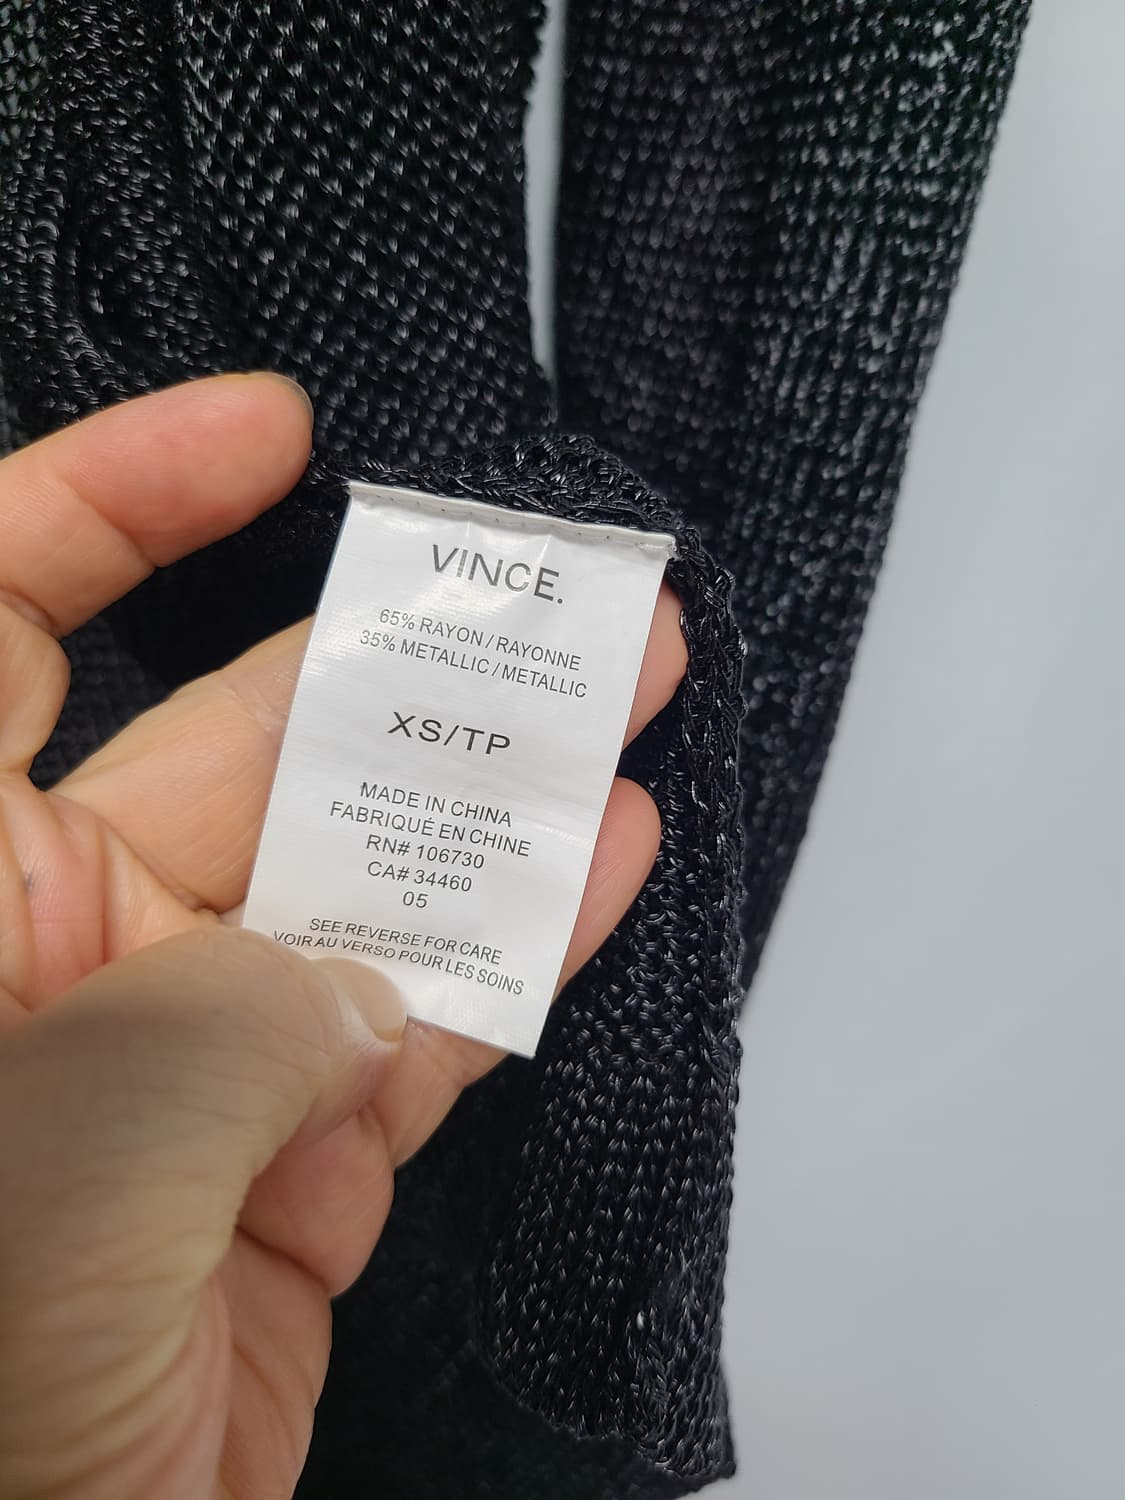 VINCE.
65% RAYON / RAYONNE
35% METALLIC / METALLIC
XS/TP
MADE IN CHINA
FABRIQUÉ EN CHINE
RN# 106730
CA# 34460
05
SEE REVERSE FOR CARE
VOIR AU VERSO POUR LES SOINS